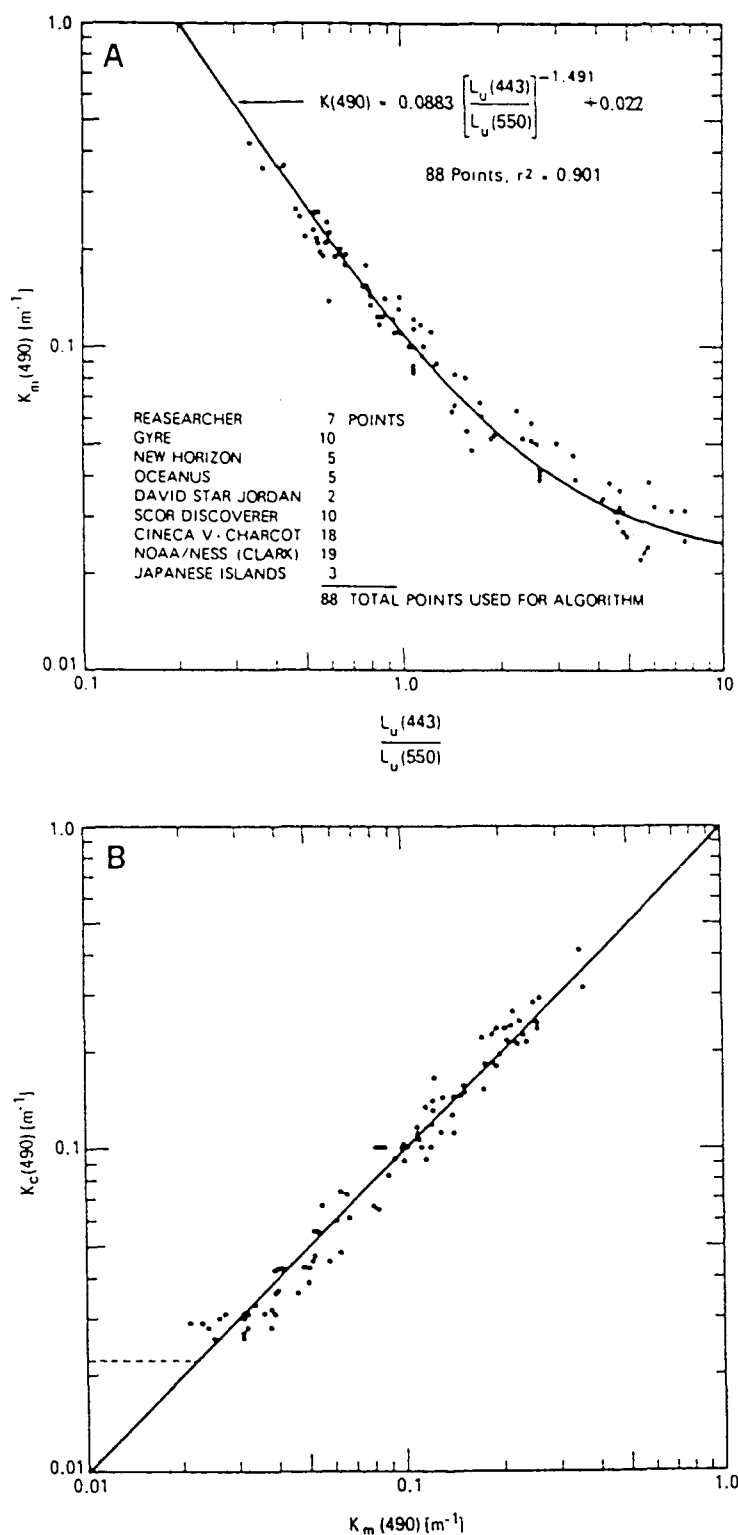 A
1.0
K(490) = 0.0883 [L_u(443) / L_u(550)]^-1.491 +0.022
88 Points, r² = 0.901
K_m(490) [m⁻¹]
0.1
REASEARCHER 7 POINTS
GYRE 10
NEW HORIZON 5
OCEANUS 5
DAVID STAR JORDAN 2
SCOR DISCOVERER 10
CINECA V - CHARCOT 18
NOAA/NESS (CLARK) 19
JAPANESE ISLANDS 3
88 TOTAL POINTS USED FOR ALGORITHM
0.01
0.1 1.0 10
L_u(443)
L_u(550)
B
1.0
K_c(490) [m⁻¹]
0.1
0.01
0.01 0.1 1.0
K_m(490) [m⁻¹]